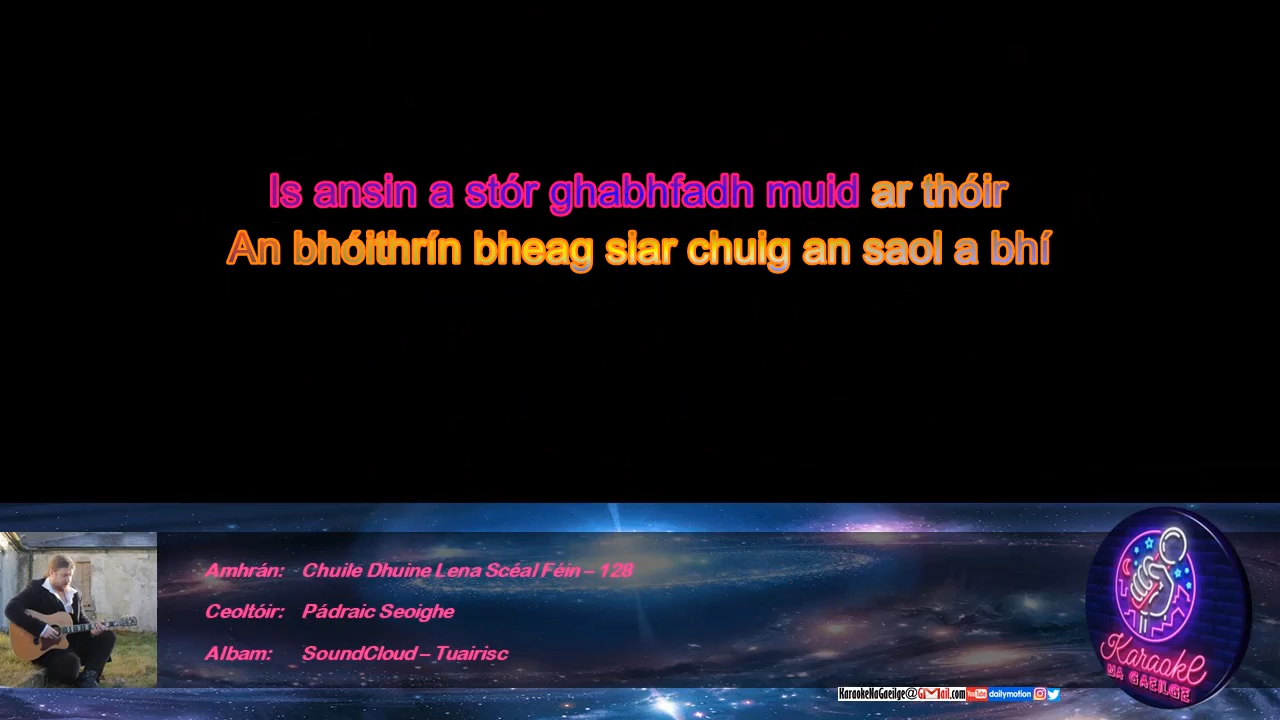 Is ansin a stór ghabhfadh muid ar thóir
An bhóithrín bheag siar chuig an saol a bhí
Amhrán: Chuile Dhuine Lena Scéal Féin – 128
Ceoltóir: Pádraic Seoighe
Albam: SoundCloud – Tuairisc
Karaoke
NA GAEILGE
KaraokeNaGaeilge@GMail.com YouTube dailymotion